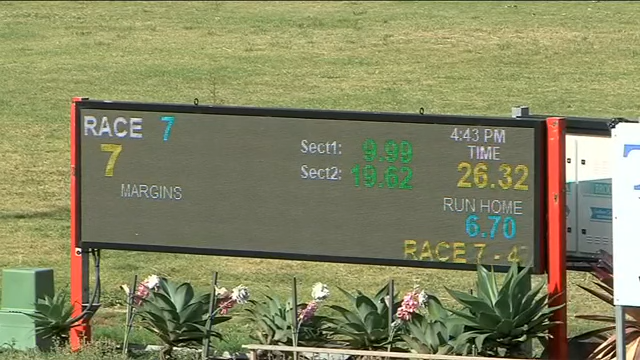 RACE 7
7
MARGINS
Sect1: 9.99
Sect2: 19.62
4:43 PM
TIME
26.32
RUN HOME
6.70
RACE 7 - 4